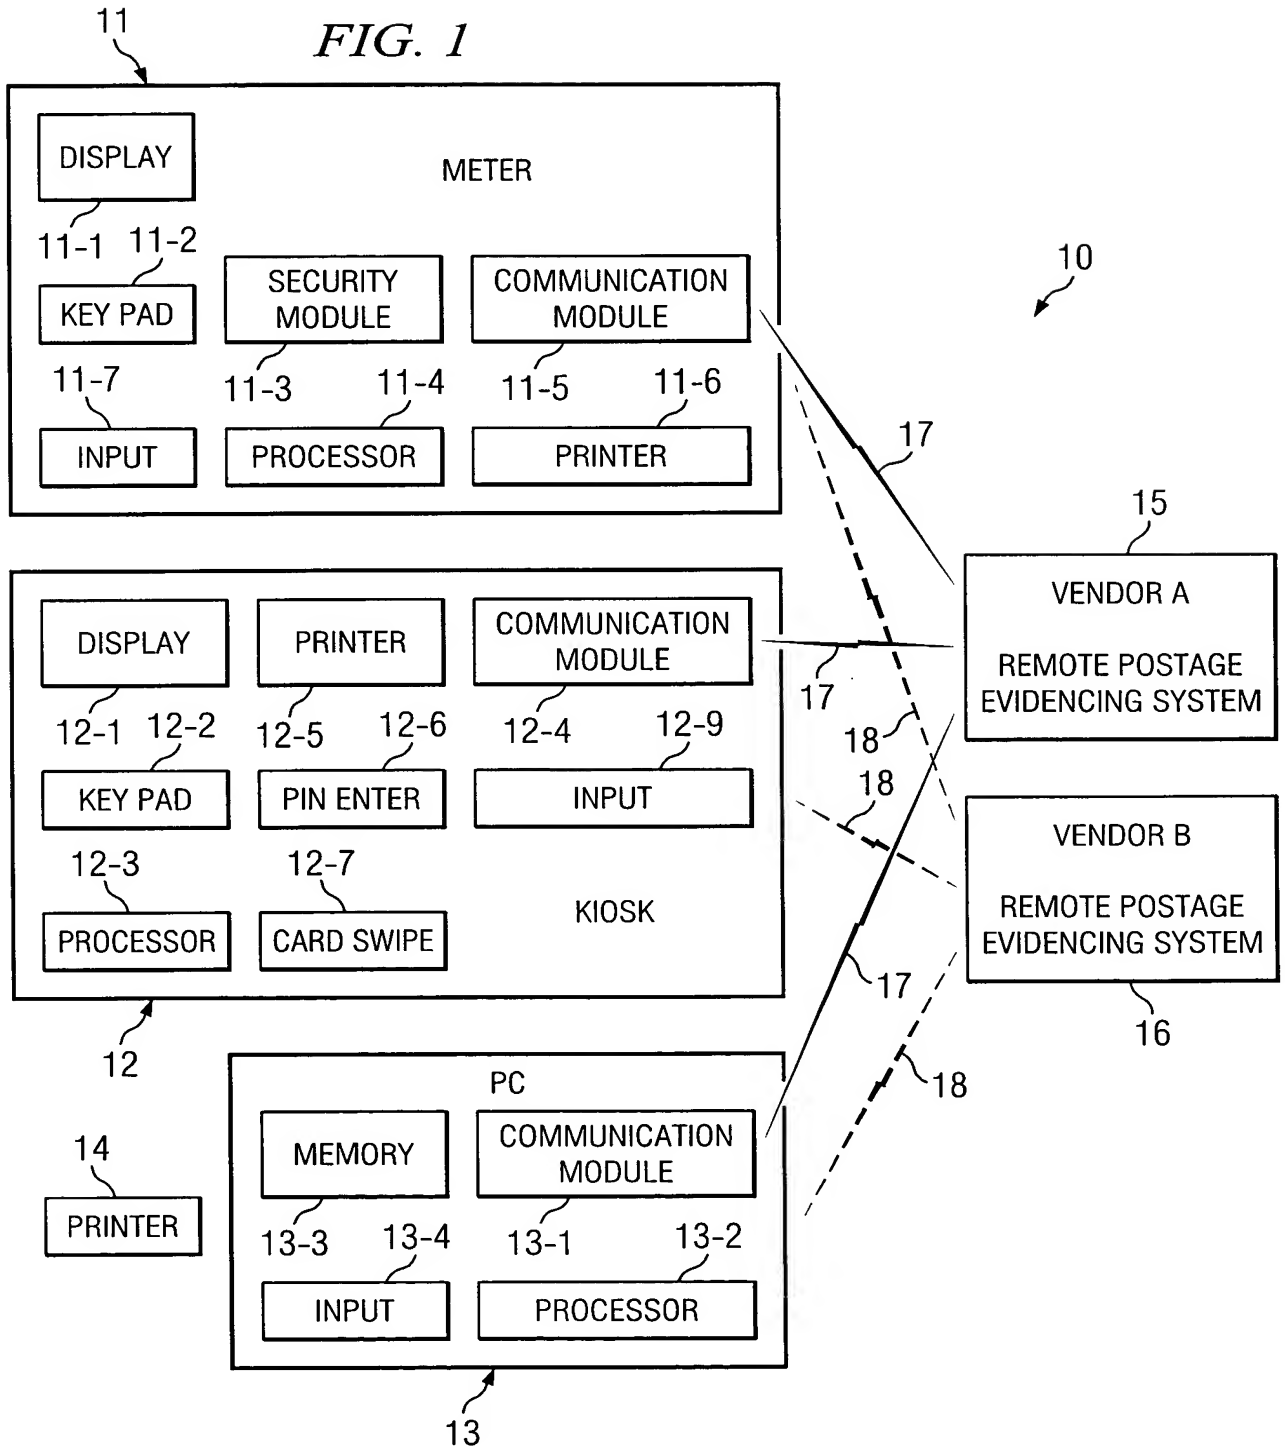 FIG. 1
11
DISPLAY
METER
11-1
11-2
KEY PAD
SECURITY
MODULE
COMMUNICATION
MODULE
11-7
11-3
11-4
11-5
11-6
INPUT
PROCESSOR
PRINTER
10
17
15
VENDOR A
REMOTE POSTAGE
EVIDENCING SYSTEM
DISPLAY
PRINTER
COMMUNICATION
MODULE
17
12-1
12-2
12-5
12-6
12-4
12-9
18
KEY PAD
PIN ENTER
INPUT
18
12-3
12-7
PROCESSOR
CARD SWIPE
KIOSK
VENDOR B
REMOTE POSTAGE
EVIDENCING SYSTEM
17
16
12
18
PC
14
PRINTER
MEMORY
COMMUNICATION
MODULE
13-3
13-4
13-1
13-2
INPUT
PROCESSOR
13